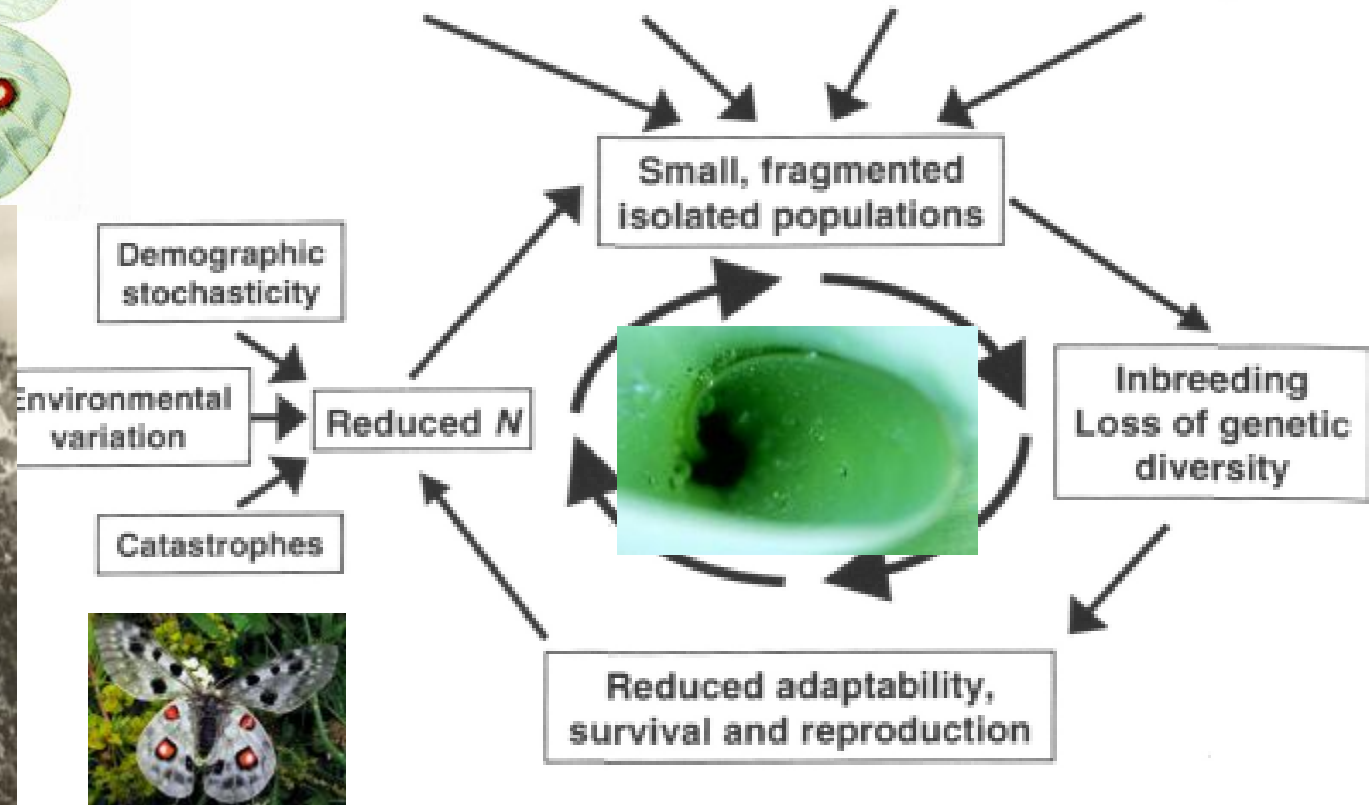 Small, fragmented
isolated populations
Demographic
stochasticity
Environmental
variation
Reduced N
Inbreeding
Loss of genetic
diversity
Catastrophes
Reduced adaptability,
survival and reproduction